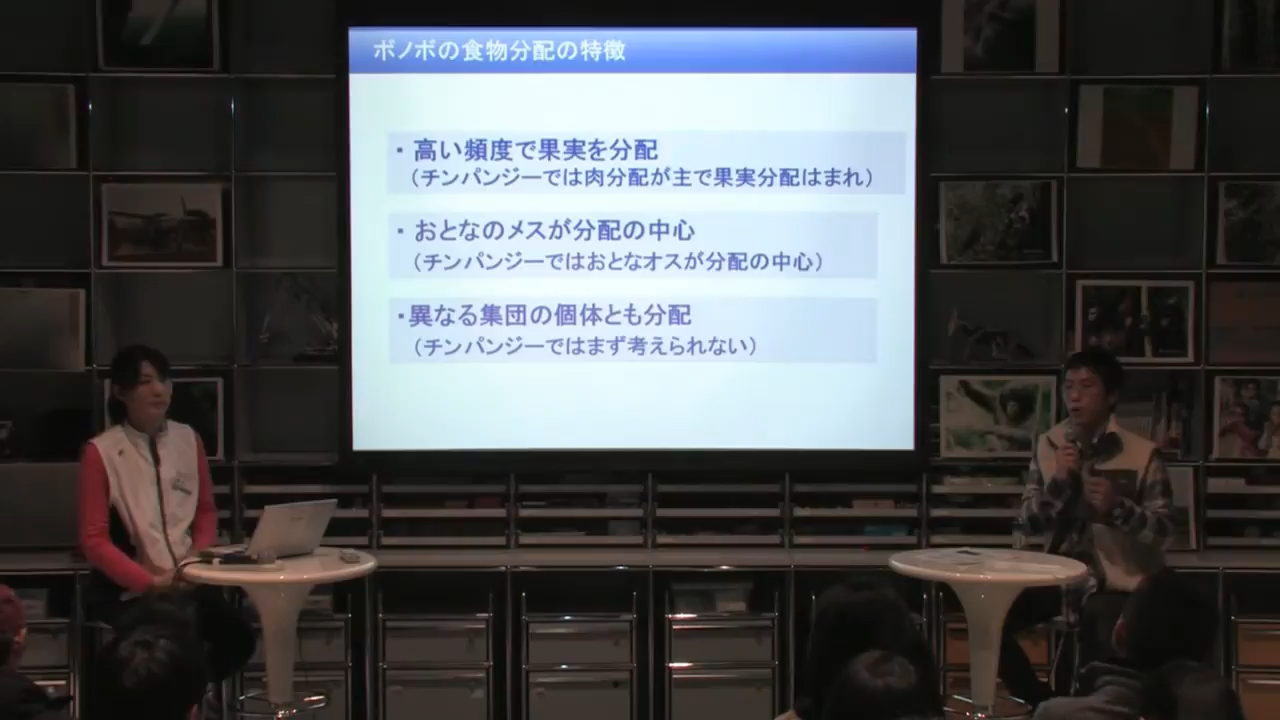 ボノボの食物分配の特徴
・高い頻度で果実を分配
（チンパンジーでは肉分配が主で果実分配はまれ）
・おとなのメスが分配の中心
（チンパンジーではおとなオスが分配の中心）
・異なる集団の個体とも分配
（チンパンジーではまず考えられない）